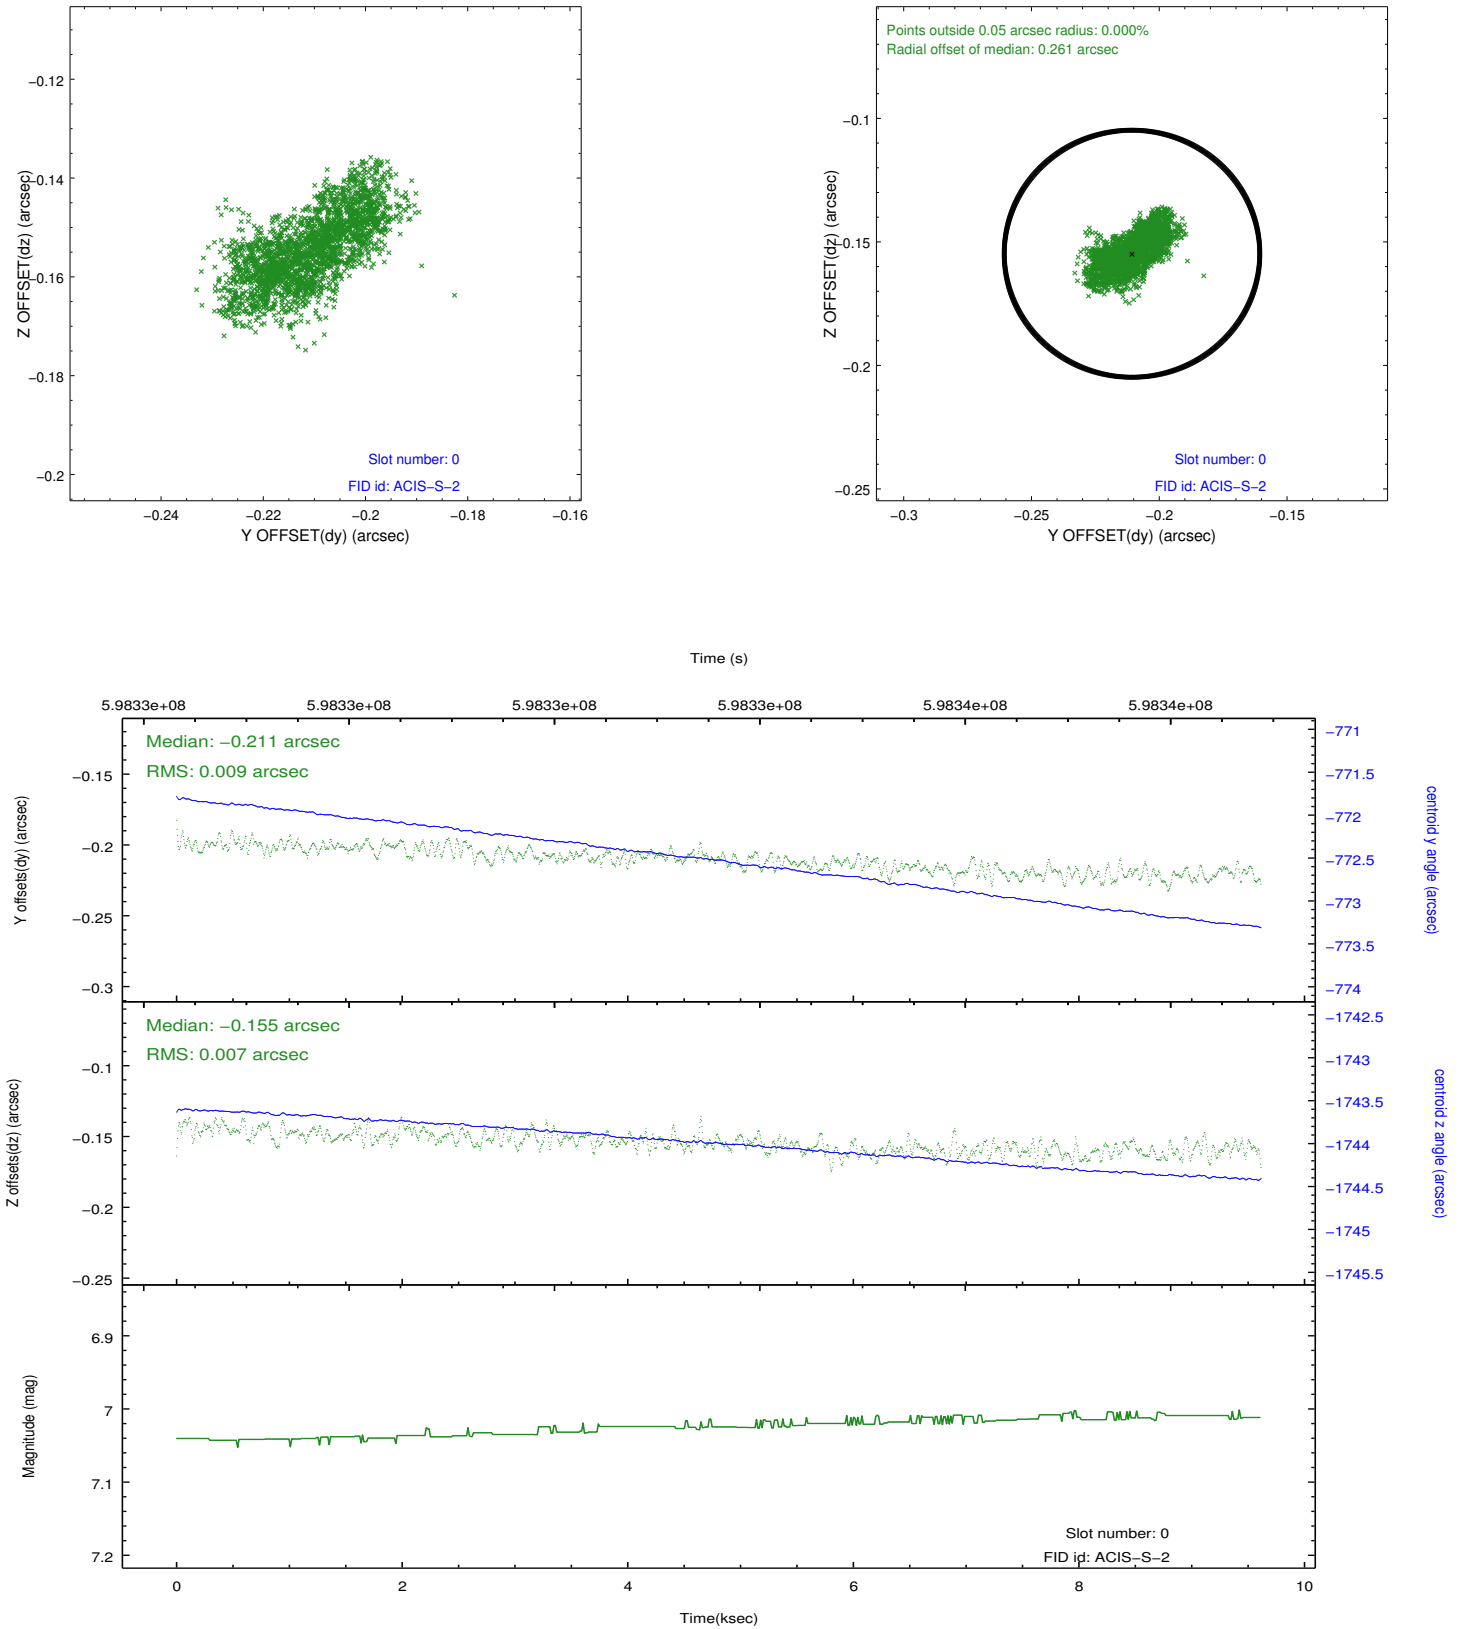 −0.12
−0.14
−0.16
−0.18
−0.2
Z OFFSET(dz) (arcsec)
Slot number: 0
FID id: ACIS−S−2
−0.24 −0.22 −0.2 −0.18 −0.16
Y OFFSET(dy) (arcsec)
Points outside 0.05 arcsec radius: 0.000%
Radial offset of median: 0.261 arcsec
−0.1
−0.15
−0.2
−0.25
Z OFFSET(dz) (arcsec)
Slot number: 0
FID id: ACIS−S−2
−0.3 −0.25 −0.2 −0.15
Y OFFSET(dy) (arcsec)
Time (s)
5.9833e+08 5.9833e+08 5.9833e+08 5.9833e+08 5.9834e+08 5.9834e+08
Median: −0.211 arcsec
RMS: 0.009 arcsec
−0.15
−0.2
−0.25
−0.3
Y offsets(dy) (arcsec)
−771
−771.5
−772
−772.5
−773
−773.5
−774
centroid y angle (arcsec)
Median: −0.155 arcsec
RMS: 0.007 arcsec
−0.1
−0.15
−0.2
−0.25
Z offsets(dz) (arcsec)
−1742.5
−1743
−1743.5
−1744
−1744.5
−1745
−1745.5
centroid z angle (arcsec)
6.9
7
7.1
7.2
Magnitude (mag)
Slot number: 0
FID id: ACIS−S−2
0 2 4 6 8 10
Time(ksec)